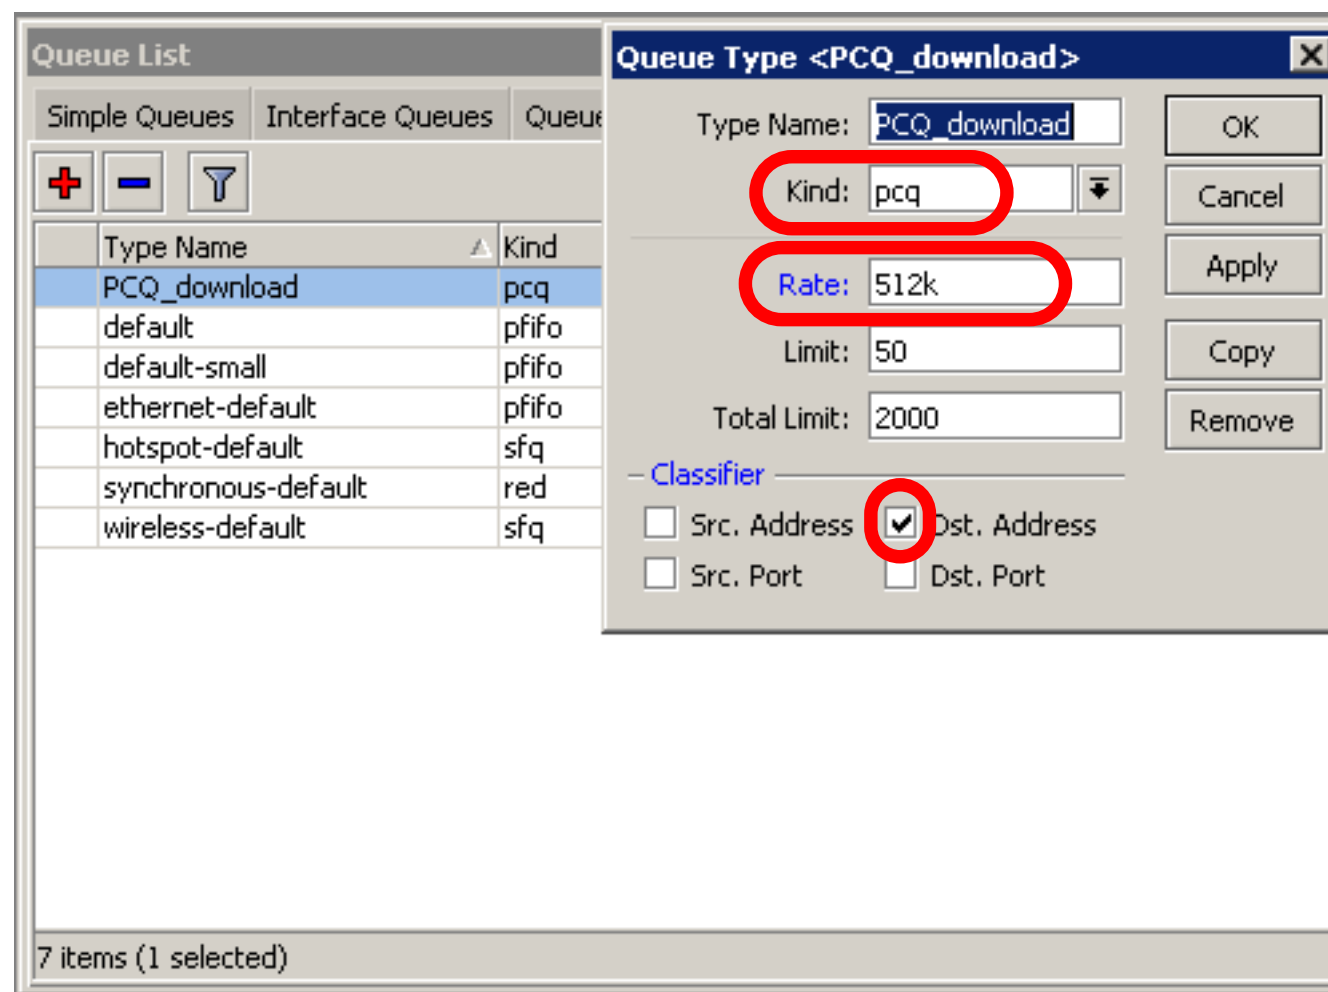 Queue List
Simple Queues Interface Queues Queue
Type Name Kind
PCQ_download pcq
default pfifo
default-small pfifo
ethernet-default pfifo
hotspot-default sfq
synchronous-default red
wireless-default sfq
7 items (1 selected)
Queue Type <PCQ_download>
Type Name: PCQ_download
Kind: pcq
Rate: 512k
Limit: 50
Total Limit: 2000
Classifier
Src. Address Dst. Address
Src. Port Dst. Port
OK
Cancel
Apply
Copy
Remove